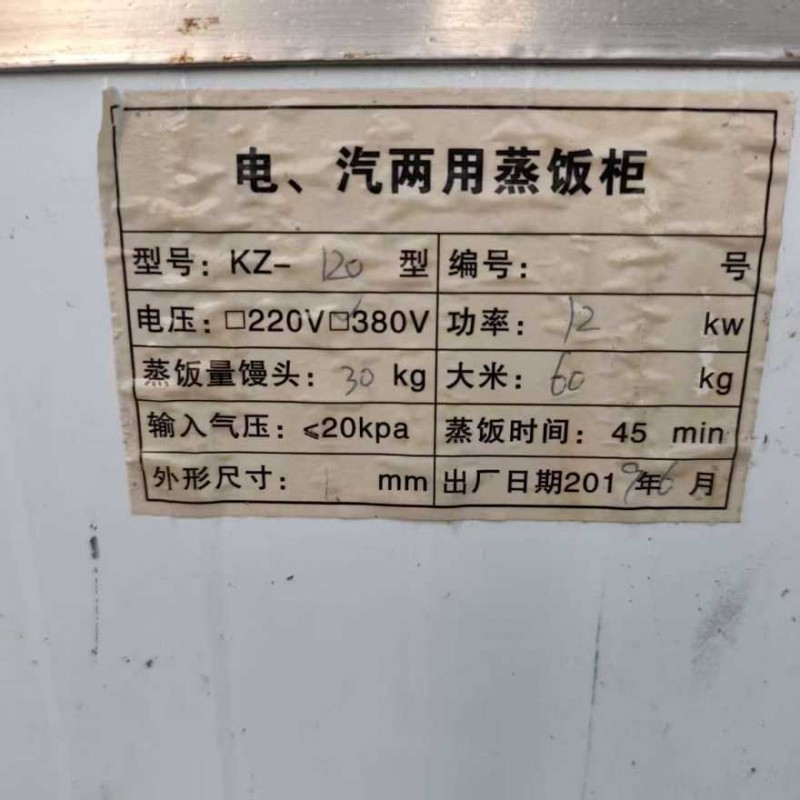 电、汽两用蒸饭柜
型号：KZ-120 型 编号： 号
电压：□220V☑380V 功率：12 kw
蒸饭量馒头：30 kg 大米：60 kg
输入气压：≤20kpa 蒸饭时间：45 min
外形尺寸： mm 出厂日期2019年6月